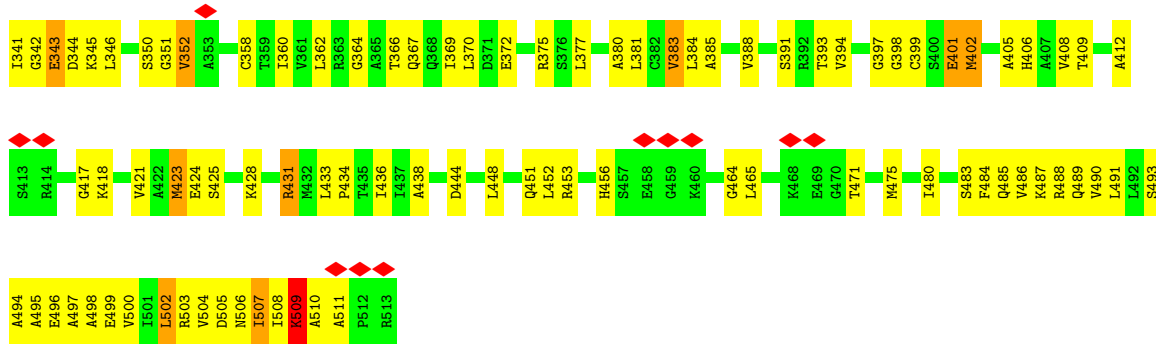 I341 G342 E343 D344 K345 L346 S350 G351 V352 A353 C358 T359 I360 V361 L362 R363 G364 A365 T366 Q367 Q368 I369 L370 D371 E372 R375 S376 L377 A380 L381 C382 V383 L384 A385 V388 S391 R392 T393 V394 G397 G398 C399 S400 E401 M402 A405 H406 A407 V408 T409 A412
S413 R414 G417 K418 V421 A422 M423 E424 S425 K428 R431 M432 L433 P434 T435 I436 I437 A438 D444 L448 Q451 L452 R453 H456 S457 E458 G459 K460 G464 L465 K468 E469 G470 T471 M475 I480 S483 F484 Q485 V486 K487 R488 Q489 V490 L491 L492 S493
A494 A495 E496 A497 A498 E499 V500 I501 L502 R503 V504 D505 N506 I507 I508 K509 A510 A511 P512 R513